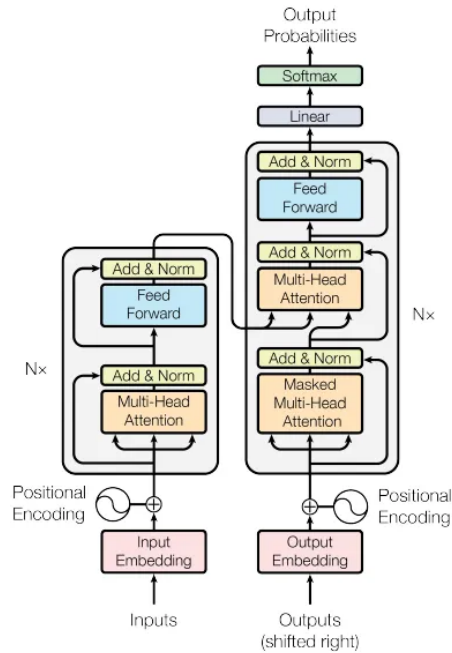 Output
Probabilities
Softmax
Linear
Add & Norm
Feed
Forward
Add & Norm
Multi-Head
Attention
Add & Norm
Masked
Multi-Head
Attention
N×
Add & Norm
Feed
Forward
N×
Add & Norm
Multi-Head
Attention
Positional
Encoding
Positional
Encoding
Input
Embedding
Output
Embedding
Inputs
Outputs
(shifted right)